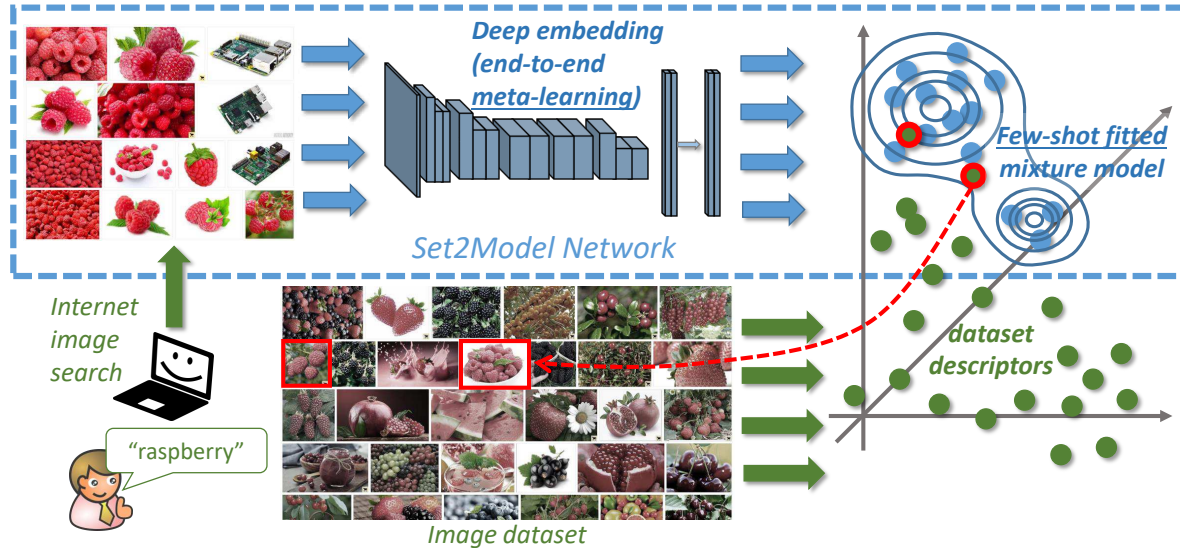 Deep embedding
(end-to-end
meta-learning)
Few-shot fitted
mixture model
Set2Model Network
Internet
image
search
dataset
descriptors
“raspberry”
Image dataset